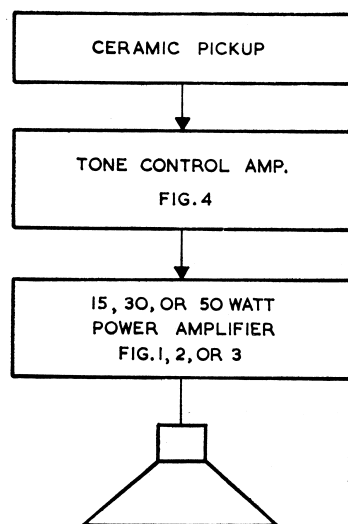 CERAMIC PICKUP
TONE CONTROL AMP.
FIG. 4
15, 30, OR 50 WATT
POWER AMPLIFIER
FIG. 1, 2, OR 3